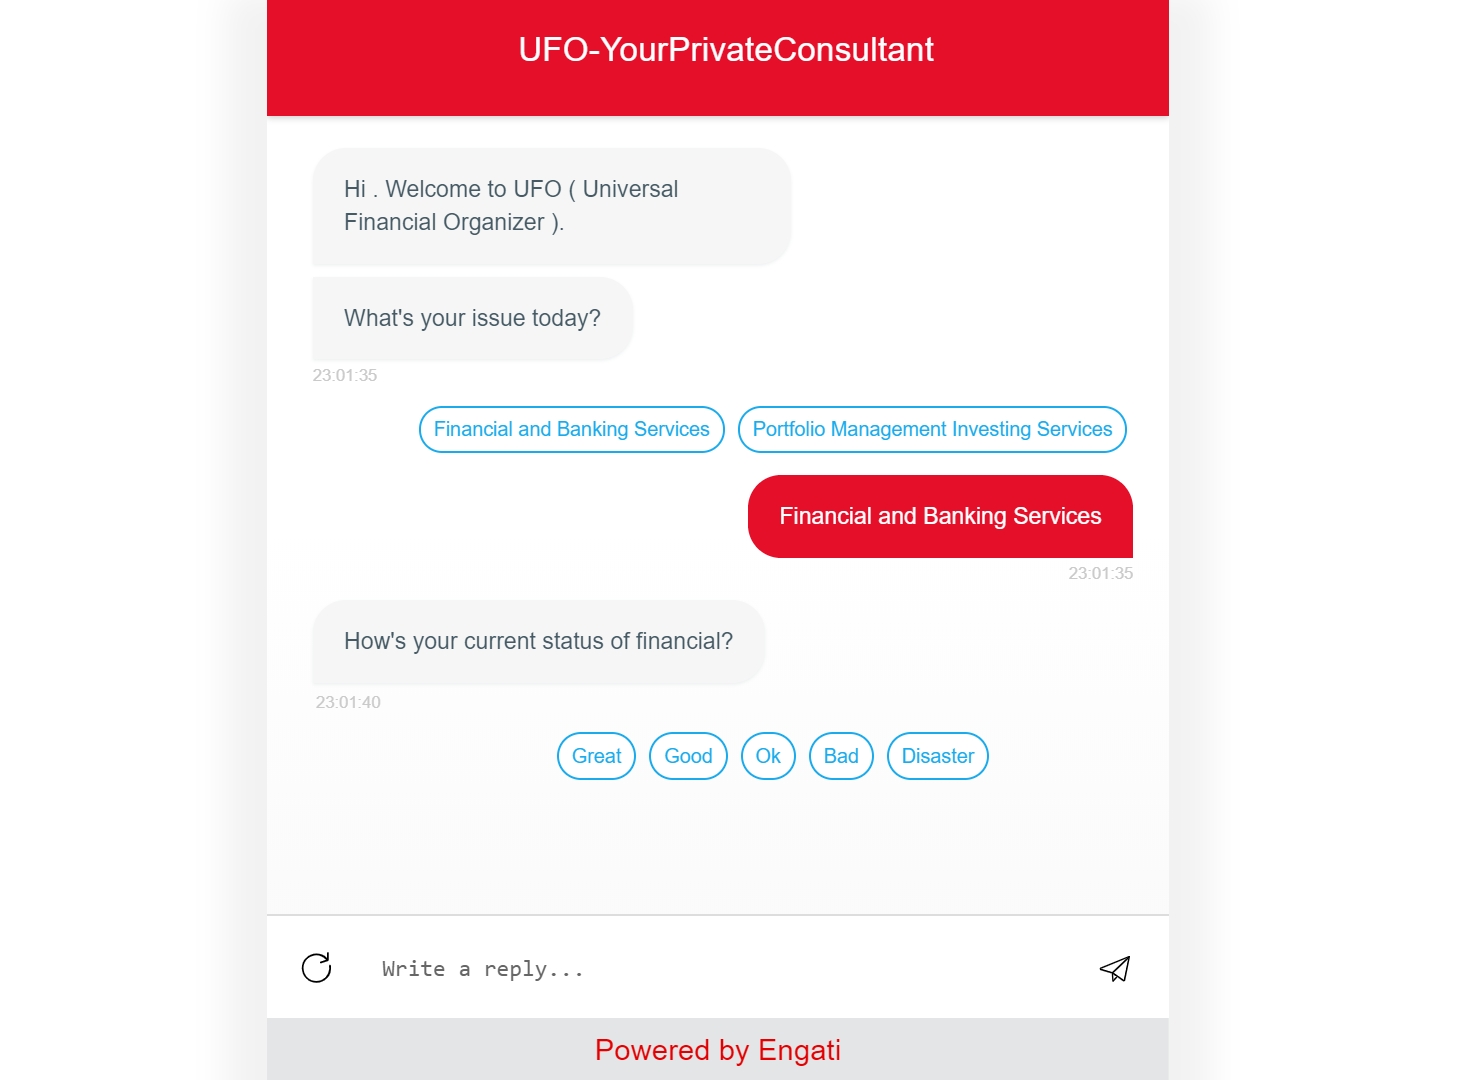 UFO-YourPrivateConsultant
Hi . Welcome to UFO ( Universal
Financial Organizer ).
What's your issue today?
23:01:35
Financial and Banking Services
Portfolio Management Investing Services
Financial and Banking Services
23:01:35
How's your current status of financial?
23:01:40
Great
Good
Ok
Bad
Disaster
Write a reply...
Powered by Engati